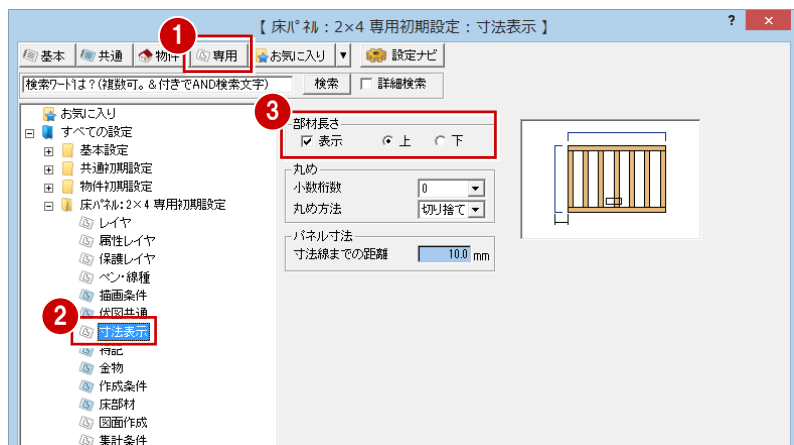 【 床ﾊﾟﾈﾙ：2×4 専用初期設定：寸法表示 】 ? ×
1
基本 共通 物件 専用 お気に入り ▼ 設定ナビ
検索ﾜｰﾄﾞは？(複数可。＆付きでAND検索文字) 検索 詳細検索
お気に入り
すべての設定
基本設定
共通初期設定
物件初期設定
床ﾊﾟﾈﾙ:2×4 専用初期設定
レイヤ
属性レイヤ
保護レイヤ
ペン・線種
描画条件
伏図共通
2
寸法表示
特記
金物
作成条件
床部材
図面作成
集計条件
3
部材長さ
表示 上 下
丸め
小数桁数 0
丸め方法 切り捨て
パネル寸法
寸法線までの距離 10.0 mm